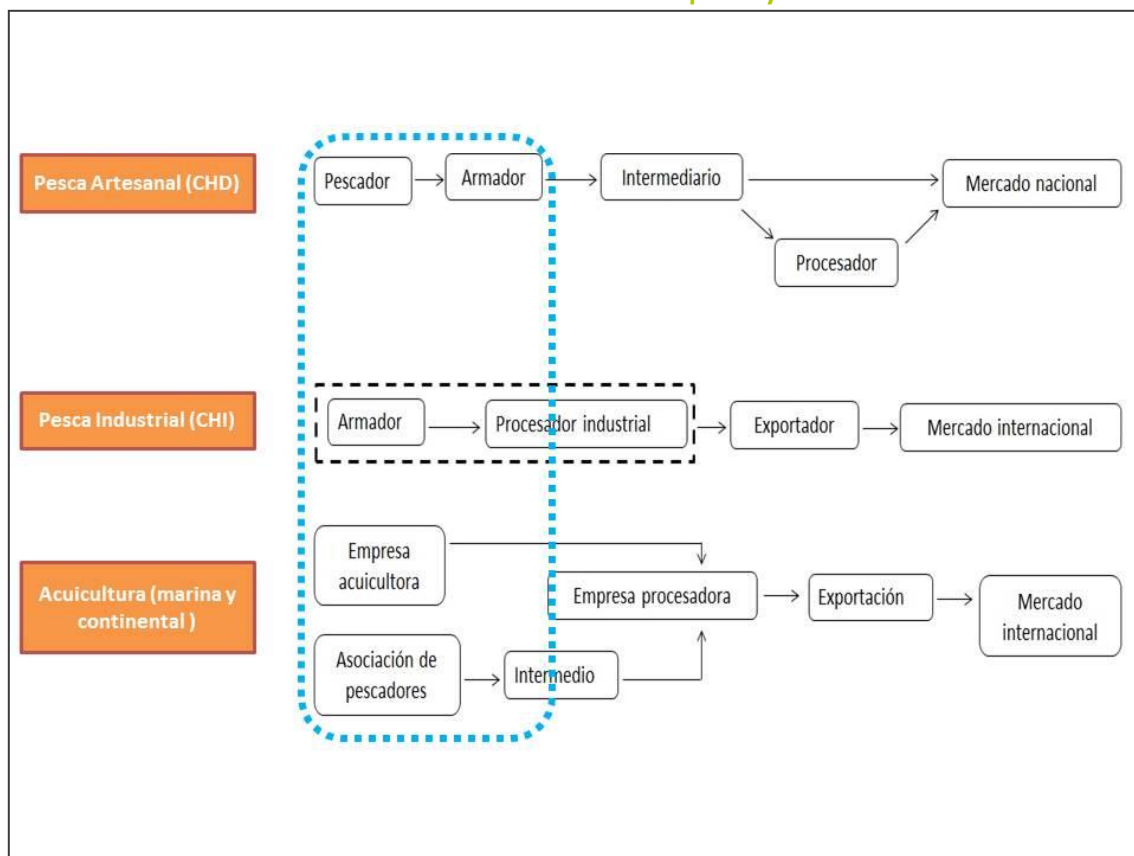 Pesca Artesanal (CHD)
Pescador
Armador
Intermediario
Mercado nacional
Procesador
Pesca Industrial (CHI)
Armador
Procesador industrial
Exportador
Mercado internacional
Acuicultura (marina y
continental )
Empresa
acuicultora
Empresa procesadora
Exportación
Mercado
internacional
Asociación de
pescadores
Intermedio